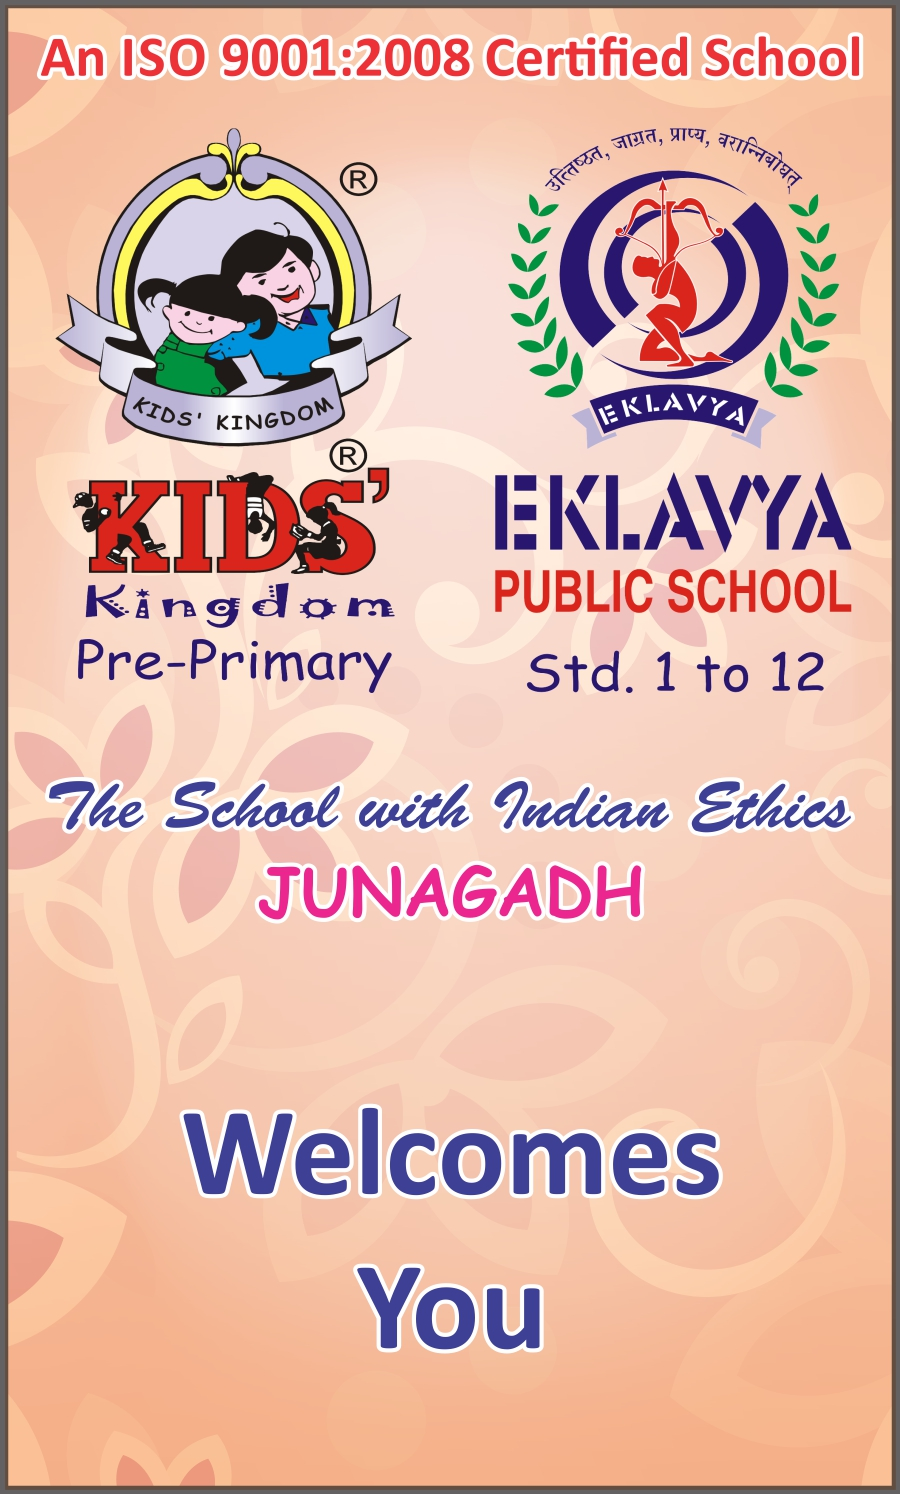 An ISO 9001:2008 Certified School
®
KIDS' KINGDOM
®
KIDS'
Kingdom
Pre-Primary
उत्तिष्ठत, जाग्रत, प्राप्य, वरान्निबोधत्
EKLAVYA
EKLAVYA
PUBLIC SCHOOL
Std. 1 to 12
The School with Indian Ethics
JUNAGADH
Welcomes
You